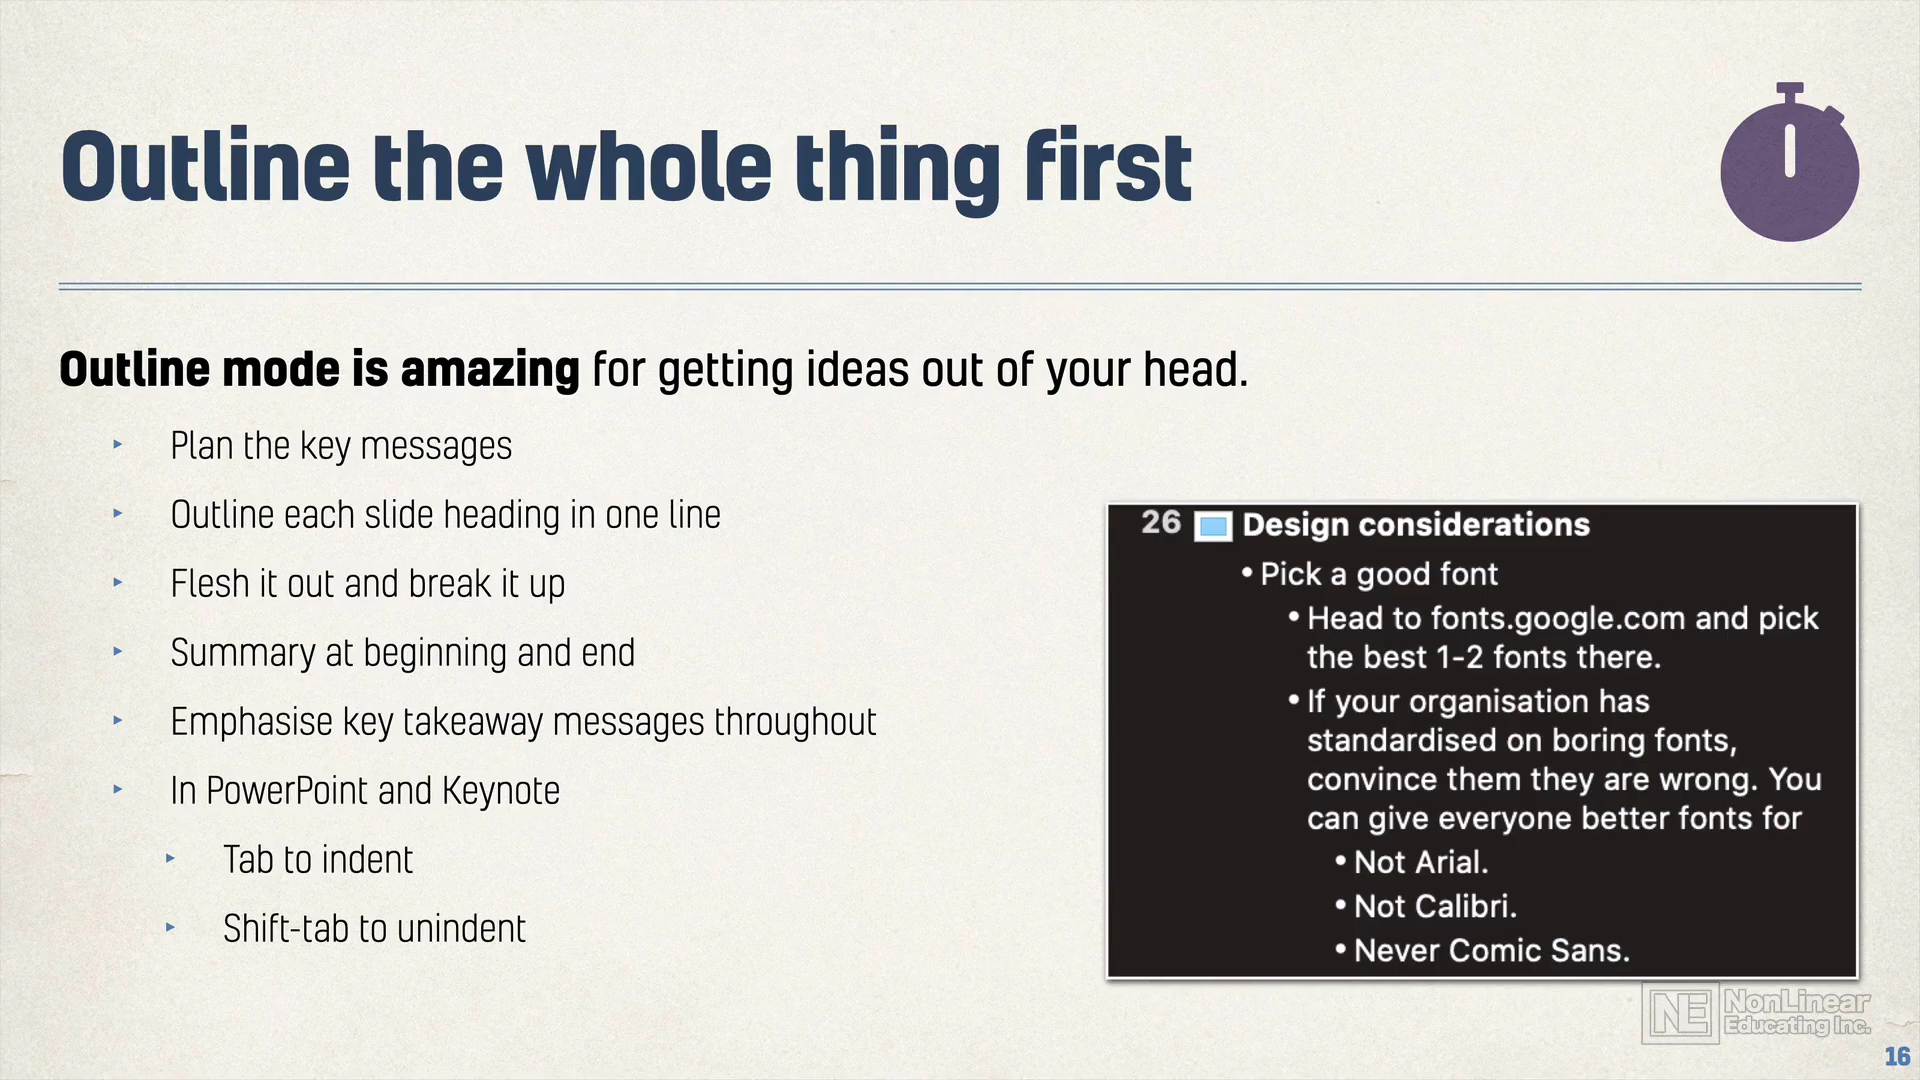 Outline the whole thing first
Outline mode is amazing for getting ideas out of your head.
Plan the key messages
Outline each slide heading in one line
Flesh it out and break it up
Summary at beginning and end
Emphasise key takeaway messages throughout
In PowerPoint and Keynote
Tab to indent
Shift-tab to unindent
26 Design considerations
• Pick a good font
• Head to fonts.google.com and pick
the best 1-2 fonts there.
• If your organisation has
standardised on boring fonts,
convince them they are wrong. You
can give everyone better fonts for
• Not Arial.
• Not Calibri.
• Never Comic Sans.
NE NonLinear
Educating Inc.
16